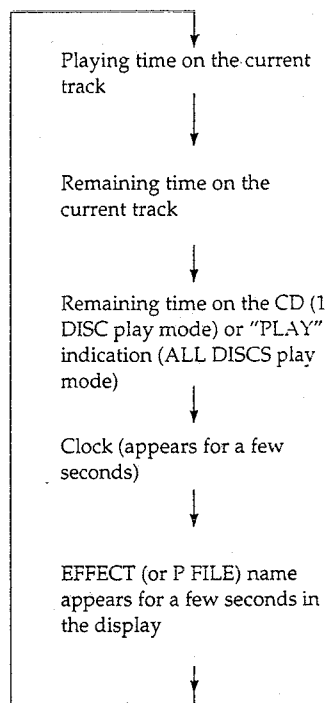 Playing time on the current
track
Remaining time on the
current track
Remaining time on the CD (1
DISC play mode) or "PLAY"
indication (ALL DISCS play
mode)
Clock (appears for a few
seconds)
EFFECT (or P FILE) name
appears for a few seconds in
the display